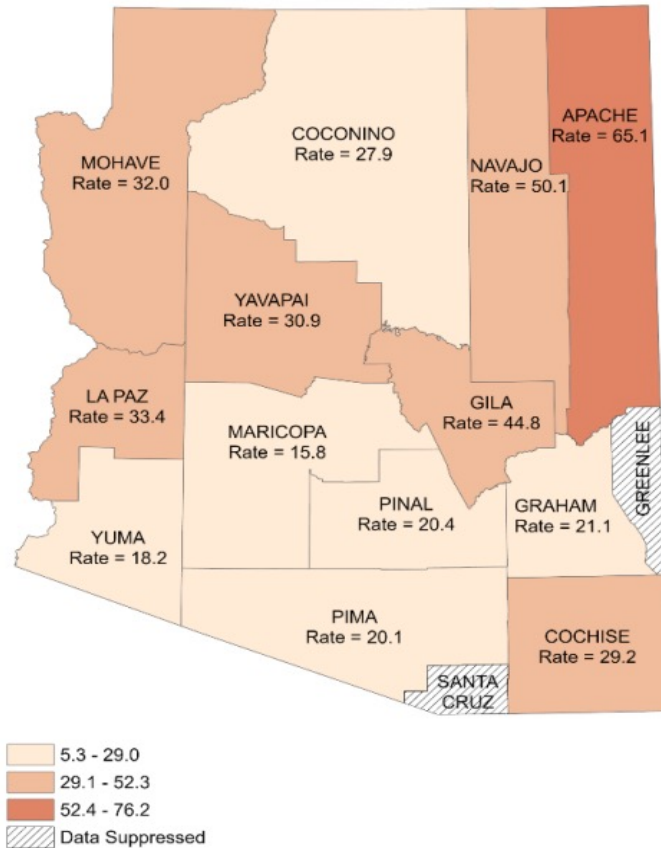 COCONINO
Rate = 27.9
APACHE
Rate = 65.1
MOHAVE
Rate = 32.0
NAVAJO
Rate = 50.1
YAVAPAI
Rate = 30.9
LA PAZ
Rate = 33.4
GILA
Rate = 44.8
MARICOPA
Rate = 15.8
GREENLEE
PINAL
Rate = 20.4
GRAHAM
Rate = 21.1
YUMA
Rate = 18.2
PIMA
Rate = 20.1
COCHISE
Rate = 29.2
SANTA
CRUZ
5.3 - 29.0
29.1 - 52.3
52.4 - 76.2
Data Suppressed